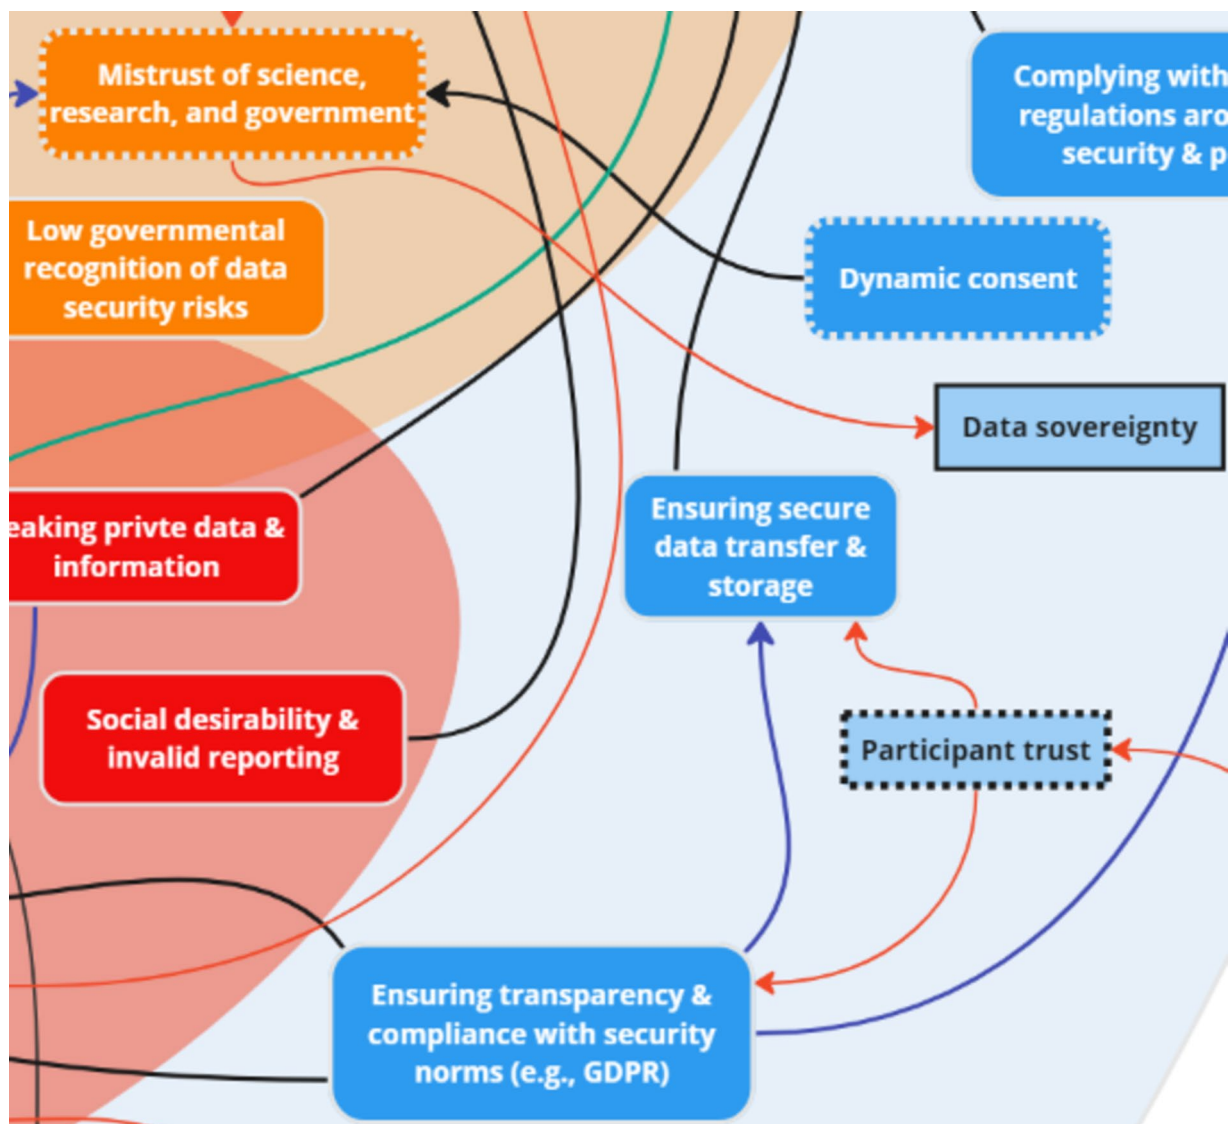 Mistrust of science,
research, and government
Complying with
regulations aro
security & p
Low governmental
recognition of data
security risks
Dynamic consent
Data sovereignty
Ensuring secure
data transfer &
storage
eaking privte data &
information
Social desirability &
invalid reporting
Participant trust
Ensuring transparency &
compliance with security
norms (e.g., GDPR)